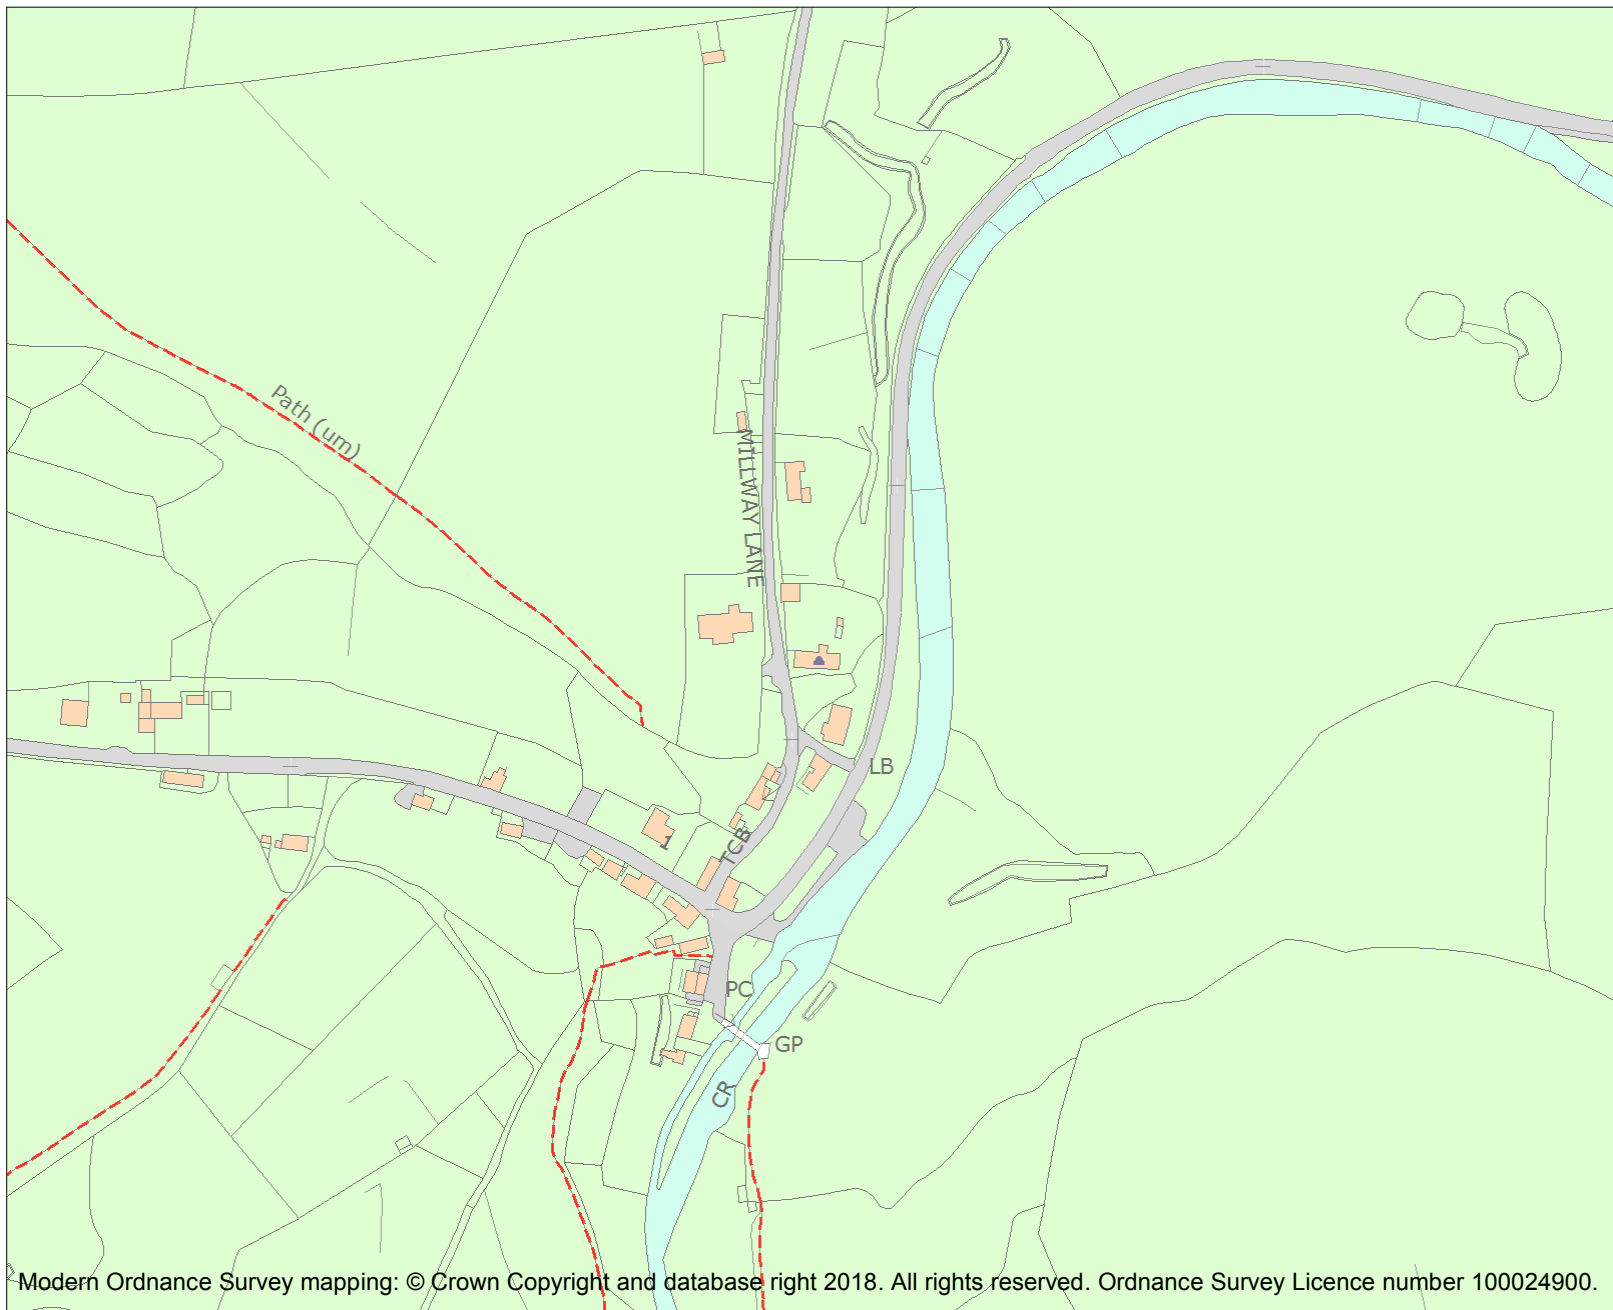 Path (um)
MILLWAY LANE
LB
1
TCB
PC
GP
CR
Modern Ordnance Survey mapping: © Crown Copyright and database right 2018. All rights reserved. Ordnance Survey Licence number 100024900.